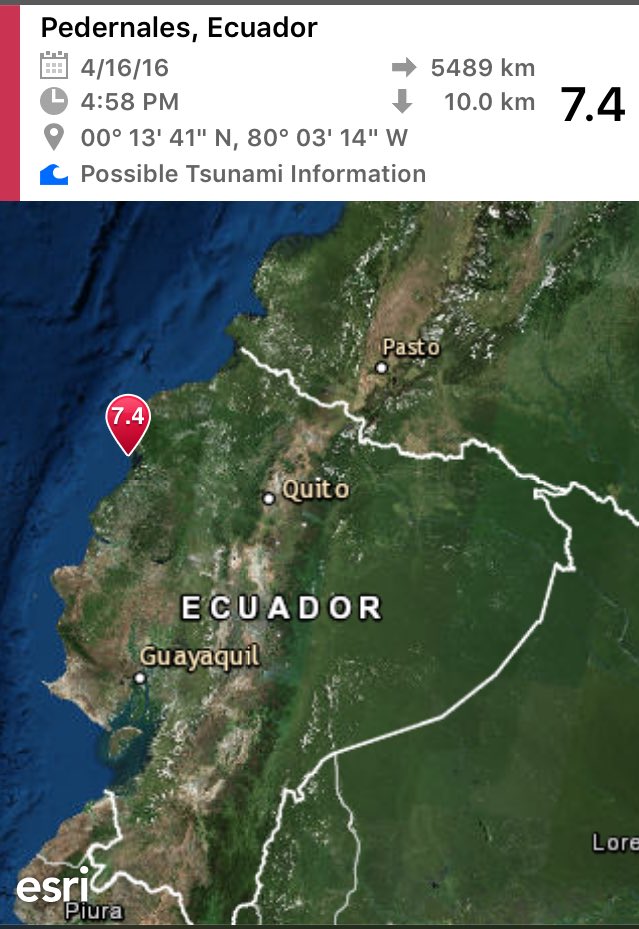 Pedernales, Ecuador
4/16/16
5489 km
4:58 PM
10.0 km
7.4
00° 13' 41" N, 80° 03' 14" W
Possible Tsunami Information
Pasto
7.4
Quito
ECUADOR
Guayaquil
Lore
esri
Piura